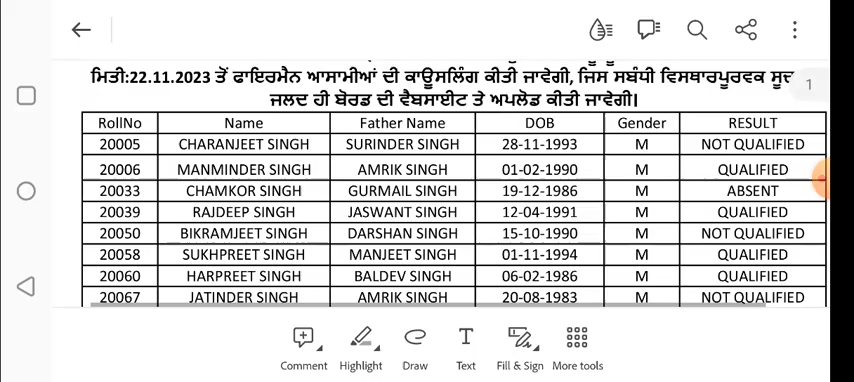 ਮਿਤੀ:22.11.2023 ਤੋਂ ਫਾਇਰਮੈਨ ਆਸਾਮੀਆਂ ਦੀ ਕਾਊਂਸਲਿੰਗ ਕੀਤੀ ਜਾਵੇਗੀ, ਜਿਸ ਸਬੰਧੀ ਵਿਸਥਾਰਪੂਰਵਕ
1
ਜਲਦ ਹੀ ਬੋਰਡ ਦੀ ਵੈਬਸਾਈਟ ਤੇ ਅਪਲੋਡ ਕੀਤੀ ਜਾਵੇਗੀ।
RollNo Name Father Name DOB Gender RESULT
20005 CHARANJEET SINGH SURINDER SINGH 28-11-1993 M NOT QUALIFIED
20006 MANMINDER SINGH AMRIK SINGH 01-02-1990 M QUALIFIED
20033 CHAMKOR SINGH GURMAIL SINGH 19-12-1986 M ABSENT
20039 RAJDEEP SINGH JASWANT SINGH 12-04-1991 M QUALIFIED
20050 BIKRAMJEET SINGH DARSHAN SINGH 15-10-1990 M NOT QUALIFIED
20058 SUKHPREET SINGH MANJEET SINGH 01-11-1994 M QUALIFIED
20060 HARPREET SINGH BALDEV SINGH 06-02-1986 M QUALIFIED
20067 JATINDER SINGH AMRIK SINGH 20-08-1983 M NOT QUALIFIED
Comment Highlight Draw Text Fill & Sign More tools